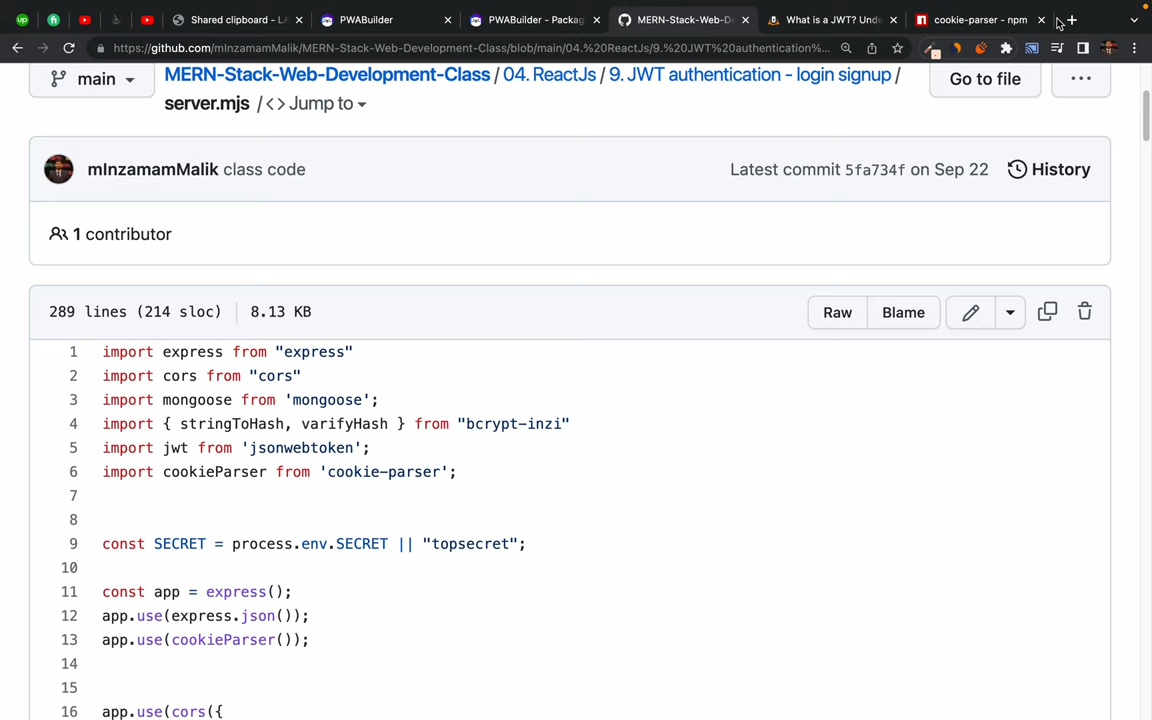 Shared clipboard - L
PWABuilder
PWABuilder - Packag
MERN-Stack-Web-De
What is a JWT? Unde
cookie-parser - npm
https://github.com/mInzamamMalik/MERN-Stack-Web-Development-Class/blob/main/04.%20ReactJs/9.%20JWT%20authentication%...
main
MERN-Stack-Web-Development-Class / 04. ReactJs / 9. JWT authentication - login signup /
server.mjs / <> Jump to
Go to file
...
mInzamamMalik class code
Latest commit 5fa734f on Sep 22
History
1 contributor
289 lines (214 sloc) 8.13 KB
Raw
Blame
1 import express from "express"
2 import cors from "cors"
3 import mongoose from 'mongoose';
4 import { stringToHash, varifyHash } from "bcrypt-inzi"
5 import jwt from 'jsonwebtoken';
6 import cookieParser from 'cookie-parser';
7
8
9 const SECRET = process.env.SECRET || "topsecret";
10
11 const app = express();
12 app.use(express.json());
13 app.use(cookieParser());
14
15
16 app.use(cors({